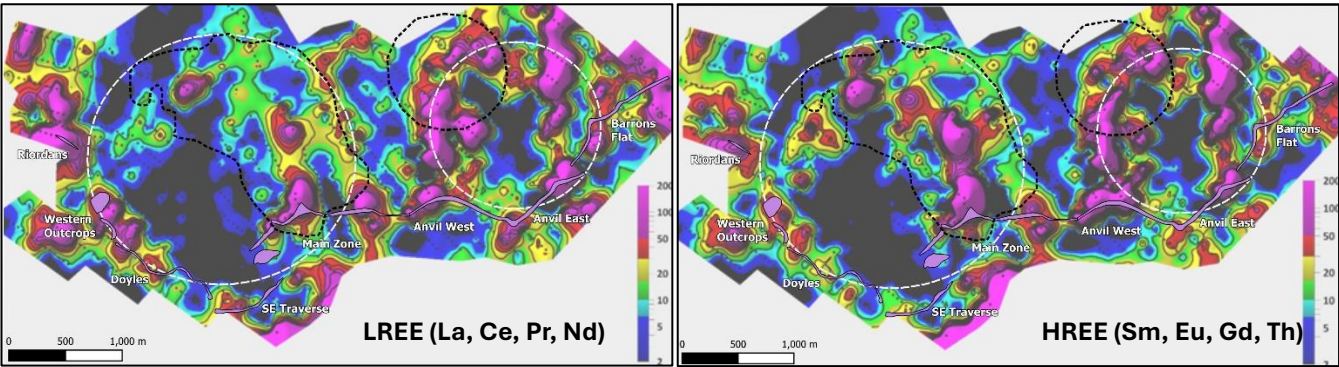 Riordans
Western
Outcrops
Doyles
SE Traverse
Main Zone
Anvil West
Anvil East
Barrons
Flat
200
100
50
20
10
5
2
0 500 1,000 m
LREE (La, Ce, Pr, Nd)
Riordans
Western
Outcrops
Doyles
SE Traverse
Main Zone
Anvil West
Anvil East
Barrons
Flat
200
100
50
20
10
5
2
0 500 1,000 m
HREE (Sm, Eu, Gd, Th)